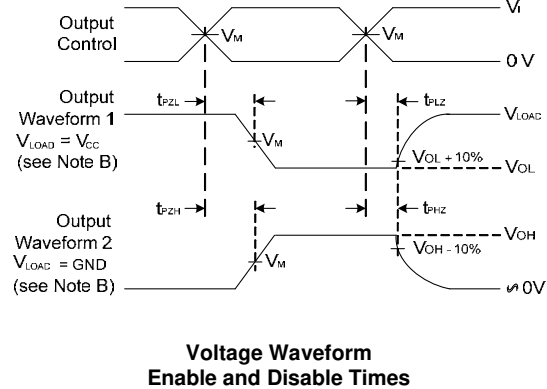 Output
Control
VM
VM
VI
0 V
Output
Waveform 1
VLOAD = VCC
(see Note B)
tPZL
VM
tPLZ
VLOAD
VOL + 10%
VOL
Output
Waveform 2
VLOAD = GND
(see Note B)
tPZH
VM
tPHZ
VOH
VOH - 10%
∽ 0V
Voltage Waveform
Enable and Disable Times